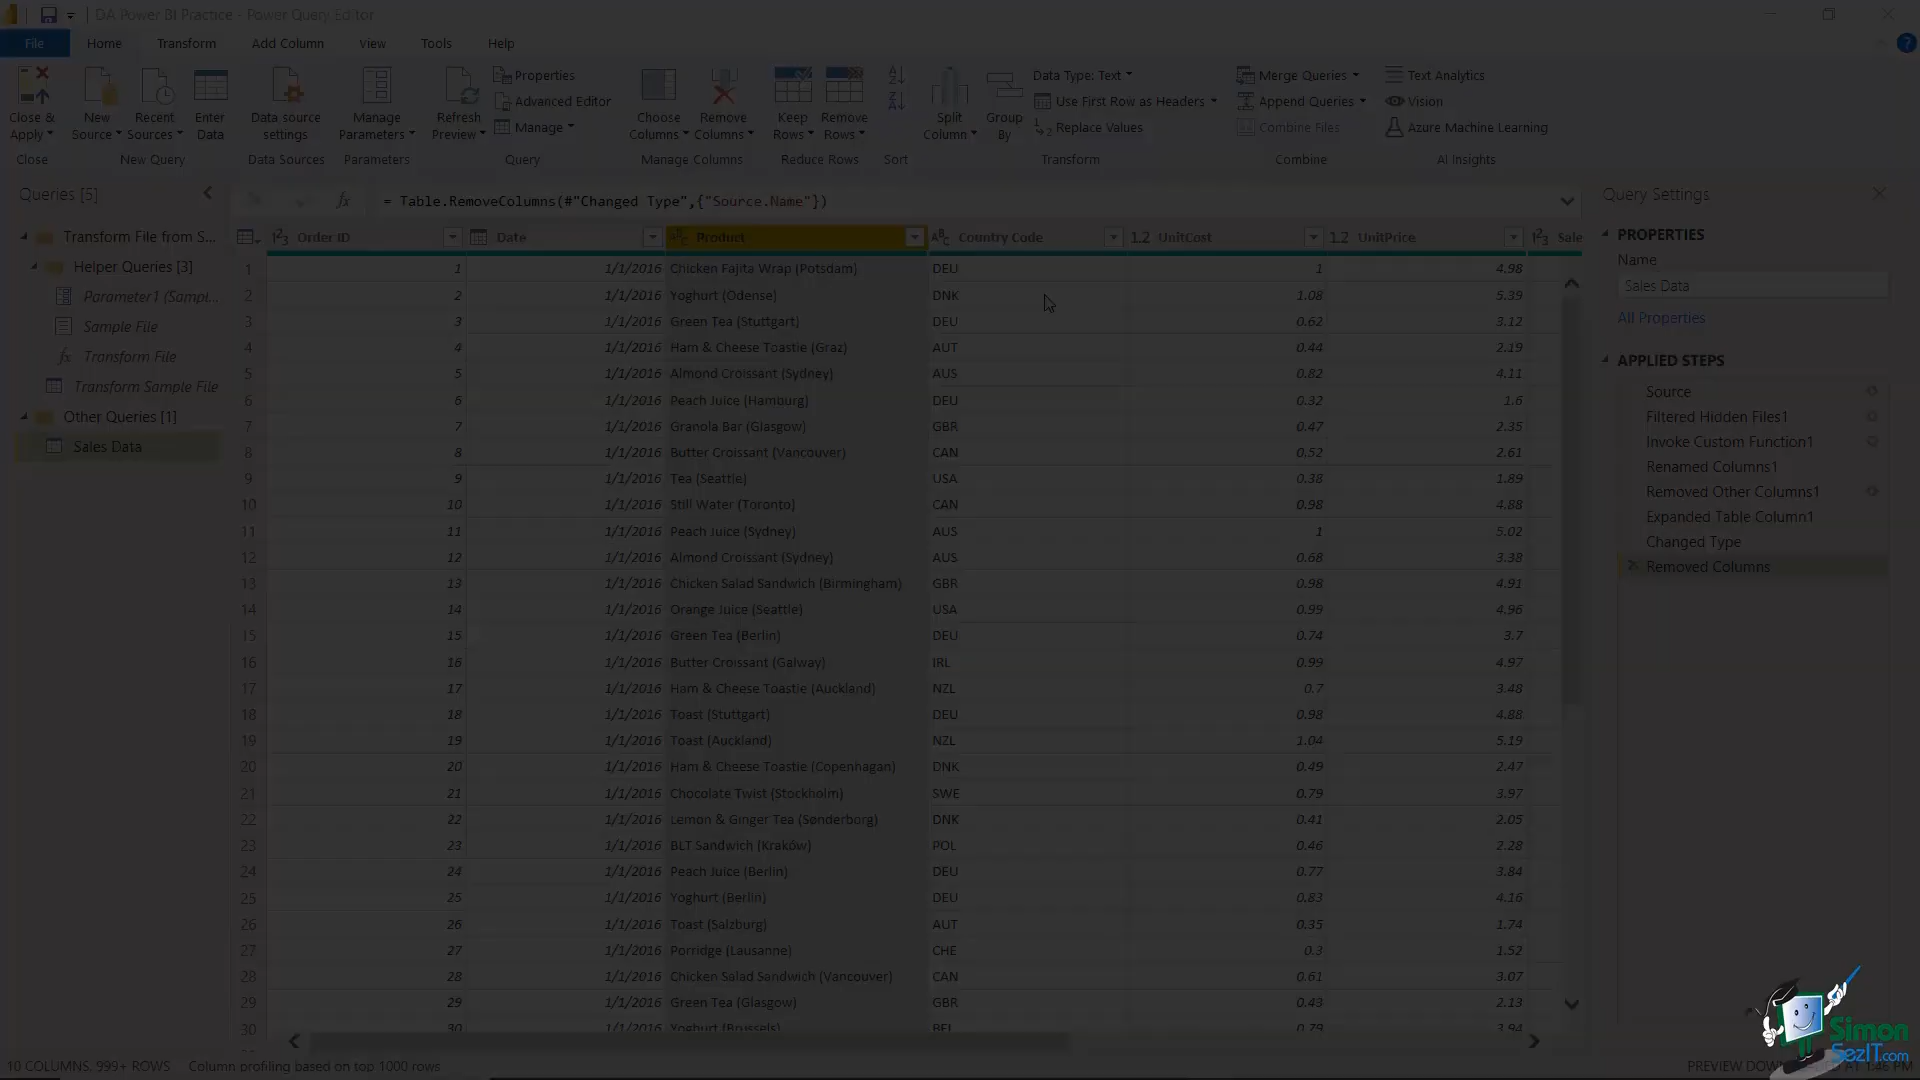 DA Power BI Practice - Power Query Editor
File Home Transform Add Column View Tools Help
Close & Apply
New Source
Recent Sources
Enter Data
Data source settings
Manage Parameters
Refresh Preview
Properties
Advanced Editor
Manage
Choose Columns
Remove Columns
Keep Rows
Remove Rows
Split Column
Group By
Data Type: Text
Use First Row as Headers
Replace Values
Merge Queries
Append Queries
Combine Files
Text Analytics
Vision
Azure Machine Learning
Close New Query Data Sources Parameters Query Manage Columns Reduce Rows Sort Transform Combine AI Insights
Queries [5]
Transform File from S...
Helper Queries [3]
Parameter1 (Sampl...
Sample File
Transform File
Transform Sample File
Other Queries [1]
Sales Data
= Table.RemoveColumns(#"Changed Type",{"Source.Name"})
Order ID Date Product Country Code UnitCost UnitPrice Sale
1 1 1/1/2016 Chicken Fajita Wrap (Potsdam) DEU 1 4.98
2 2 1/1/2016 Yoghurt (Odense) DNK 1.08 5.39
3 3 1/1/2016 Green Tea (Stuttgart) DEU 0.62 3.12
4 4 1/1/2016 Ham & Cheese Toastie (Graz) AUT 0.44 2.19
5 5 1/1/2016 Almond Croissant (Sydney) AUS 0.82 4.11
6 6 1/1/2016 Peach Juice (Hamburg) DEU 0.32 1.6
7 7 1/1/2016 Granola Bar (Glasgow) GBR 0.47 2.35
8 8 1/1/2016 Butter Croissant (Vancouver) CAN 0.52 2.61
9 9 1/1/2016 Tea (Seattle) USA 0.38 1.89
10 10 1/1/2016 Still Water (Toronto) CAN 0.98 4.88
11 11 1/1/2016 Peach Juice (Sydney) AUS 1 5.02
12 12 1/1/2016 Almond Croissant (Sydney) AUS 0.68 3.38
13 13 1/1/2016 Chicken Salad Sandwich (Birmingham) GBR 0.98 4.91
14 14 1/1/2016 Orange Juice (Seattle) USA 0.99 4.96
15 15 1/1/2016 Green Tea (Berlin) DEU 0.74 3.7
16 16 1/1/2016 Butter Croissant (Galway) IRL 0.99 4.97
17 17 1/1/2016 Ham & Cheese Toastie (Auckland) NZL 0.7 3.48
18 18 1/1/2016 Toast (Stuttgart) DEU 0.98 4.88
19 19 1/1/2016 Toast (Auckland) NZL 1.04 5.19
20 20 1/1/2016 Ham & Cheese Toastie (Copenhagan) DNK 0.49 2.47
21 21 1/1/2016 Chocolate Twist (Stockholm) SWE 0.79 3.97
22 22 1/1/2016 Lemon & Ginger Tea (Sønderborg) DNK 0.41 2.05
23 23 1/1/2016 BLT Sandwich (Kraków) POL 0.46 2.28
24 24 1/1/2016 Peach Juice (Berlin) DEU 0.77 3.84
25 25 1/1/2016 Yoghurt (Berlin) DEU 0.83 4.16
26 26 1/1/2016 Toast (Salzburg) AUT 0.35 1.74
27 27 1/1/2016 Porridge (Lausanne) CHE 0.3 1.52
28 28 1/1/2016 Chicken Salad Sandwich (Vancouver) CAN 0.61 3.07
29 29 1/1/2016 Green Tea (Glasgow) GBR 0.43 2.13
30 30 1/1/2016 Yoghurt (Brussels) BEL 0.79 3.94
Query Settings
PROPERTIES
Name
Sales Data
All Properties
APPLIED STEPS
Source
Filtered Hidden Files1
Invoke Custom Function1
Renamed Columns1
Removed Other Columns1
Expanded Table Column1
Changed Type
Removed Columns
10 COLUMNS, 999+ ROWS Column profiling based on top 1000 rows
Simon
SezIT.com